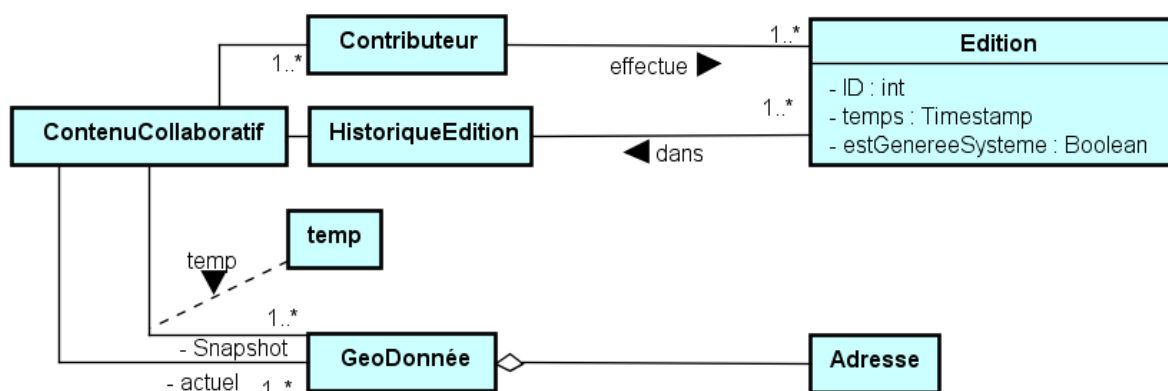 Contributeur
1..*
effectue
1..*
Edition
- ID : int
- temps : Timestamp
- estGenereeSysteme : Boolean
ContenuCollaboratif
HistoriqueEdition
dans
1..*
temp
temp
1..*
- Snapshot
GeoDonnée
Adresse
- actuel
1..*